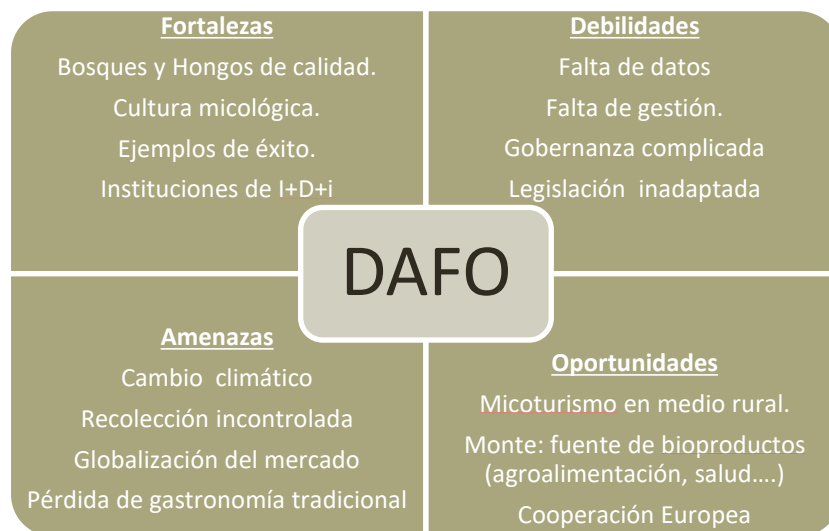 Fortalezas
Bosques y Hongos de calidad.
Cultura micológica.
Ejemplos de éxito.
Instituciones de I+D+i
Debilidades
Falta de datos
Falta de gestión.
Gobernanza complicada
Legislación inadaptada
DAFO
Amenazas
Cambio climático
Recolección incontrolada
Globalización del mercado
Pérdida de gastronomía tradicional
Oportunidades
Micoturismo en medio rural.
Monte: fuente de bioproductos
(agroalimentación, salud....)
Cooperación Europea